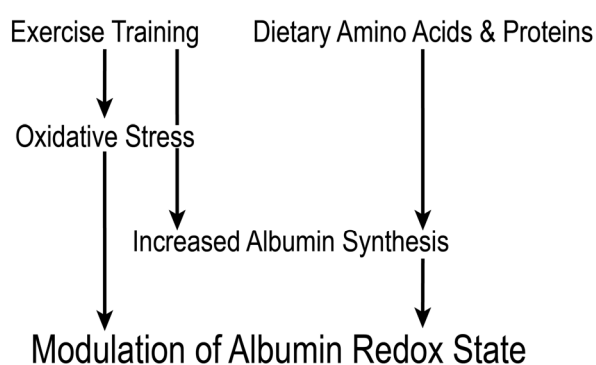 Exercise Training
Dietary Amino Acids & Proteins
Oxidative Stress
Increased Albumin Synthesis
Modulation of Albumin Redox State